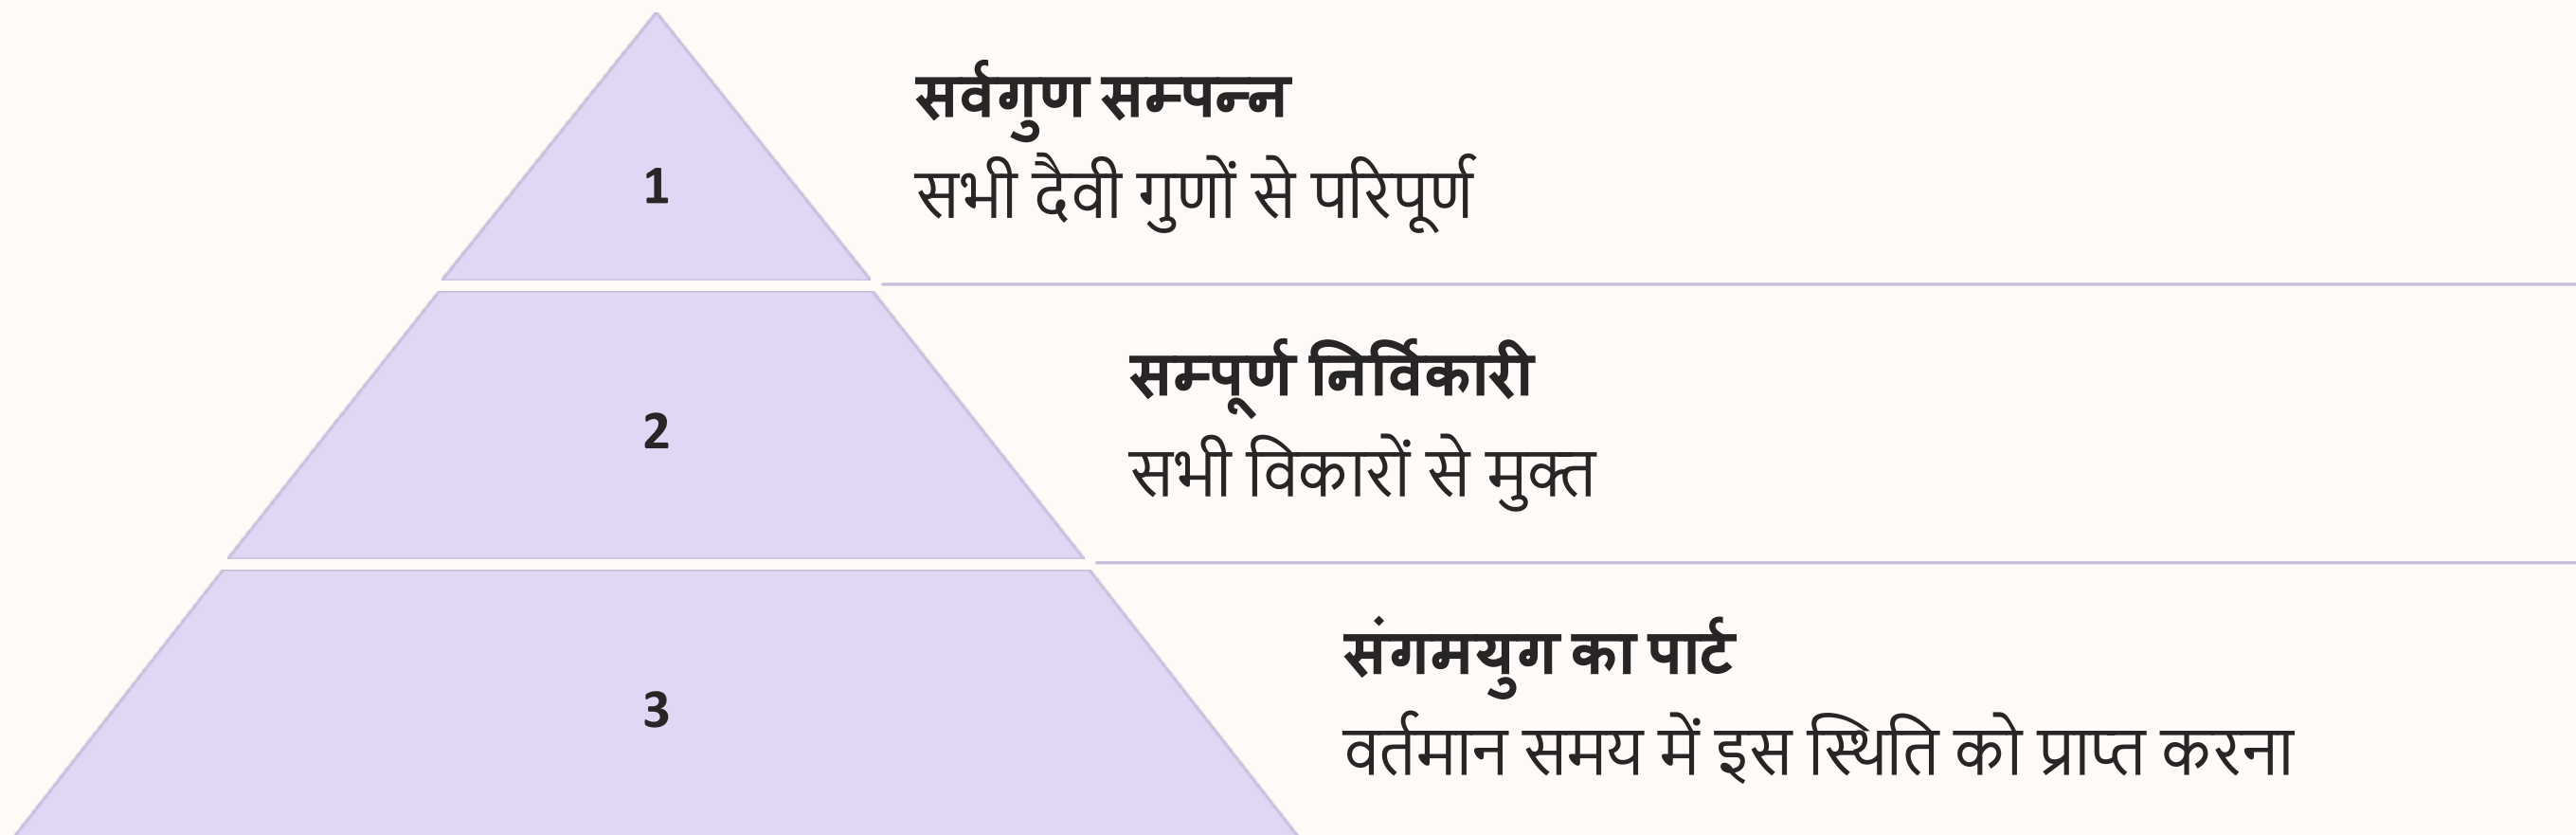 1
सर्वगुण सम्पन्न
सभी दैवी गुणों से परिपूर्ण
2
सम्पूर्ण निर्विकारी
सभी विकारों से मुक्त
3
संगमयुग का पार्ट
वर्तमान समय में इस स्थिति को प्राप्त करना